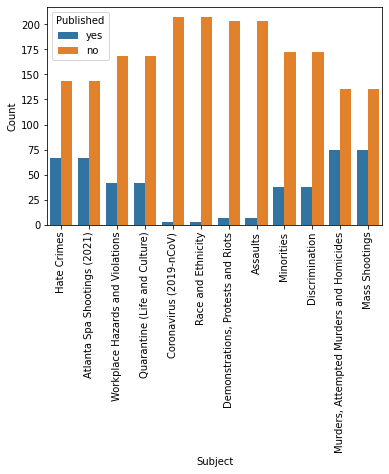 Published
yes
no
200
175
150
125
100
75
50
25
0
Count
Hate Crimes
Atlanta Spa Shootings (2021)
Workplace Hazards and Violations
Quarantine (Life and Culture)
Coronavirus (2019-nCoV)
Race and Ethnicity
Demonstrations, Protests and Riots
Assaults
Minorities
Discrimination
Murders, Attempted Murders and Homicides
Mass Shootings
Subject